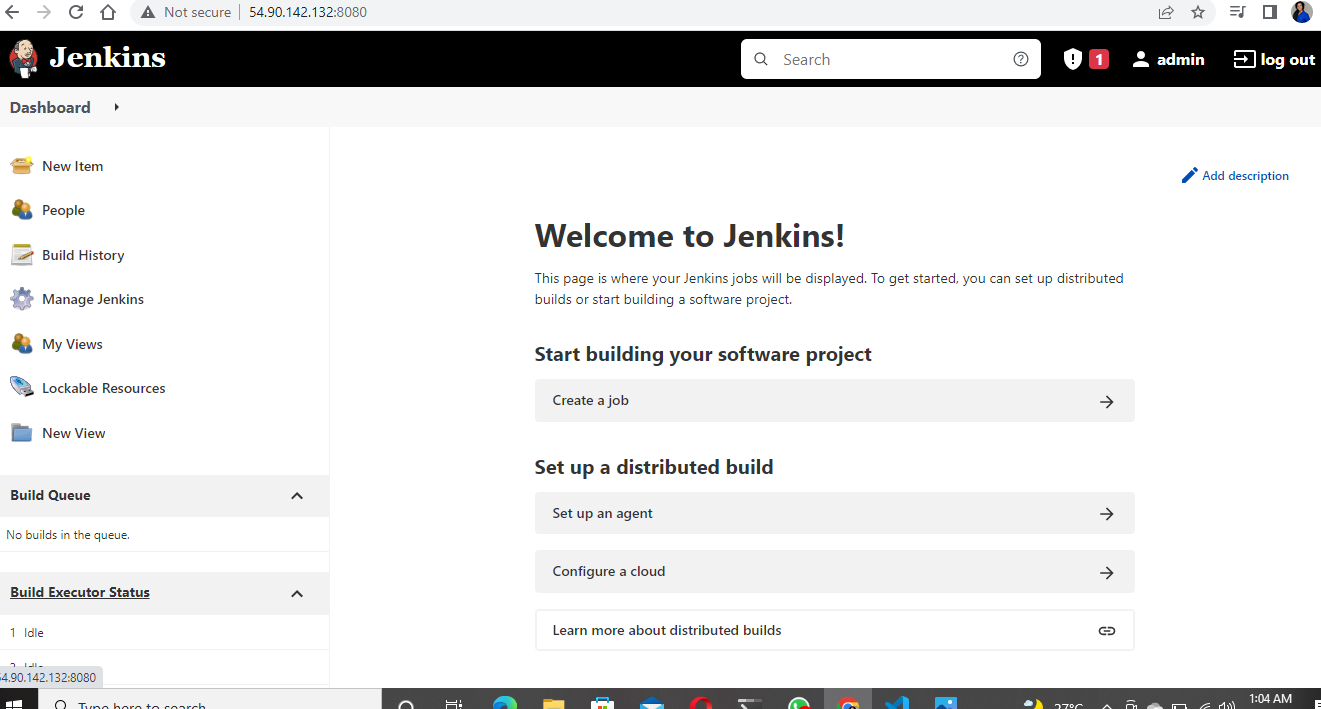 Not secure 54.90.142.132:8080
Jenkins
Search
1
admin
log out
Dashboard
New Item
People
Build History
Manage Jenkins
My Views
Lockable Resources
New View
Build Queue
No builds in the queue.
Build Executor Status
1 Idle
2 Idle
54.90.142.132:8080
Add description
Welcome to Jenkins!
This page is where your Jenkins jobs will be displayed. To get started, you can set up distributed
builds or start building a software project.
Start building your software project
Create a job
Set up a distributed build
Set up an agent
Configure a cloud
Learn more about distributed builds
Type here to search
27°C
1:04 AM